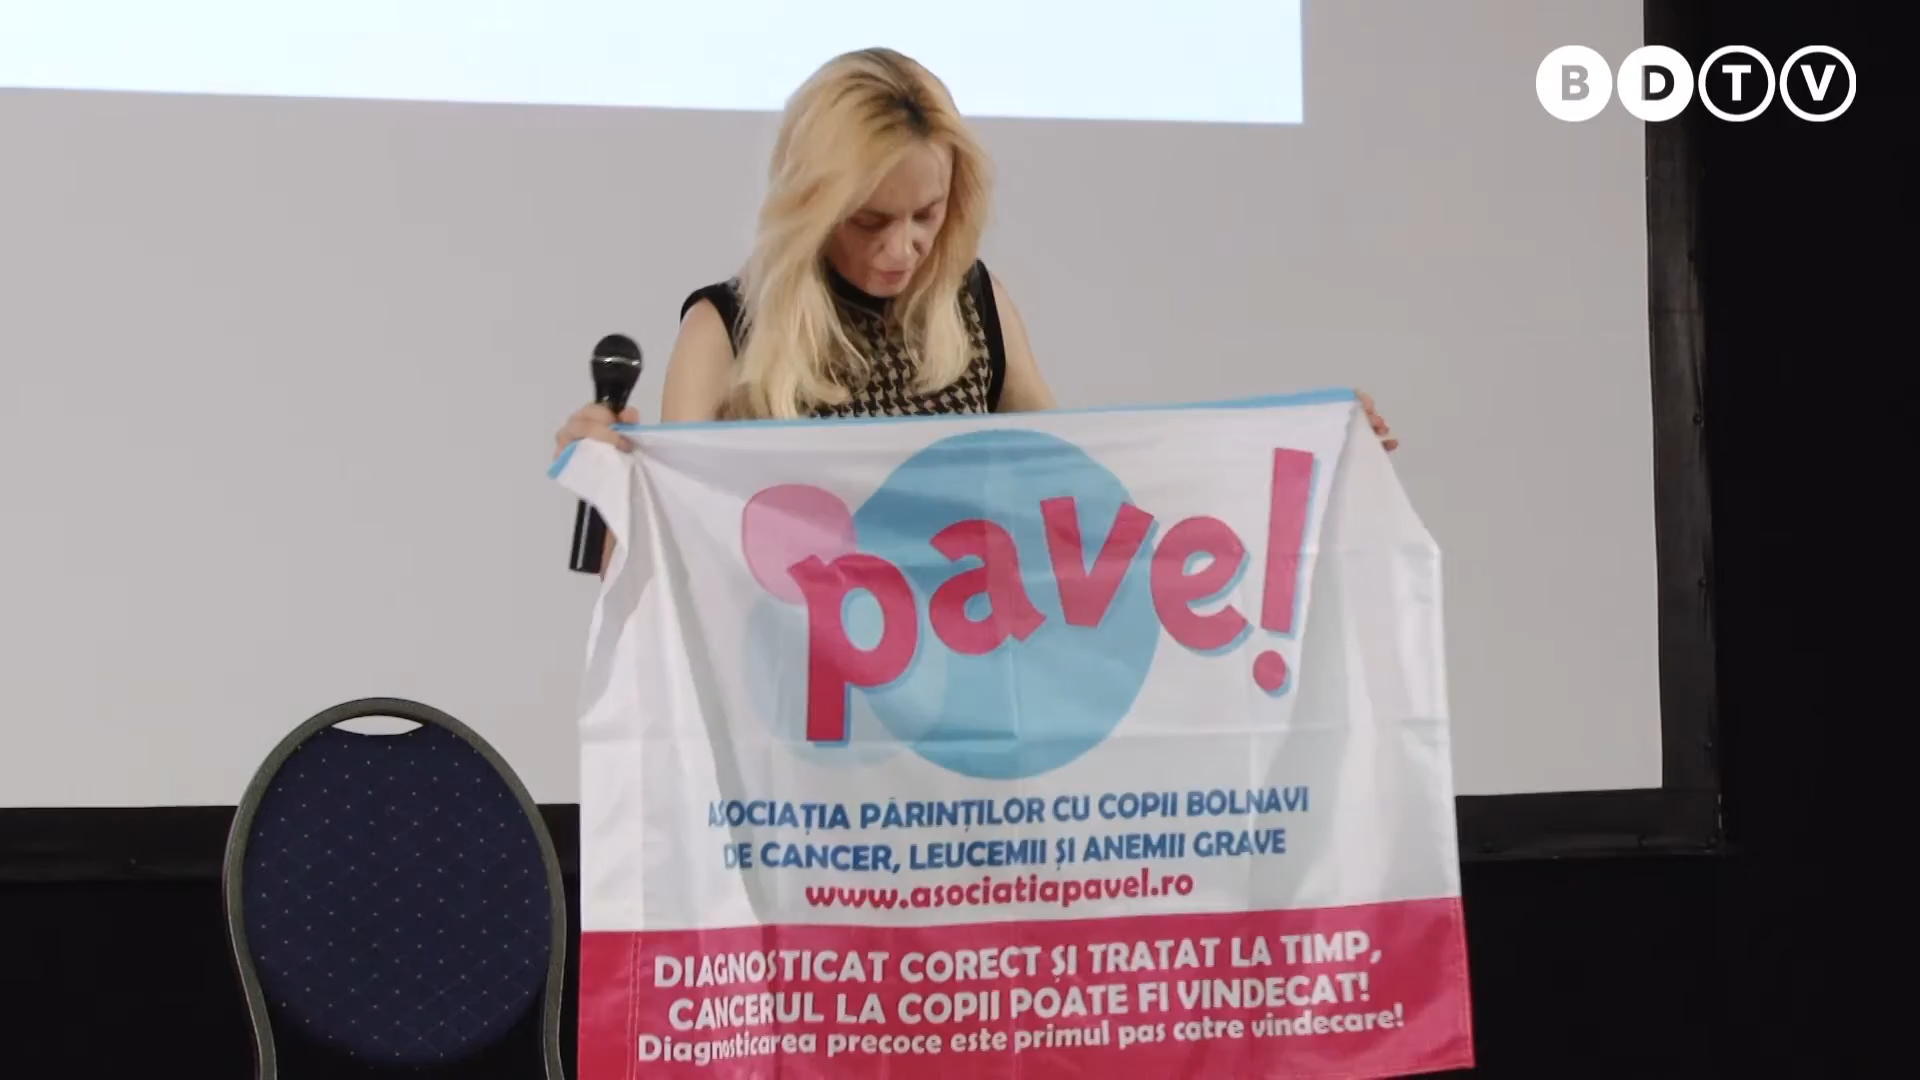 BDTV
pave!
ASOCIAȚIA PĂRINȚILOR CU COPII BOLNAVI
DE CANCER, LEUCEMII ȘI ANEMII GRAVE
www.asociatiapavel.ro
DIAGNOSTICAT CORECT ȘI TRATAT LA TIMP,
CANCERUL LA COPII POATE FI VINDECAT!
Diagnosticarea precoce este primul pas catre vindecare!